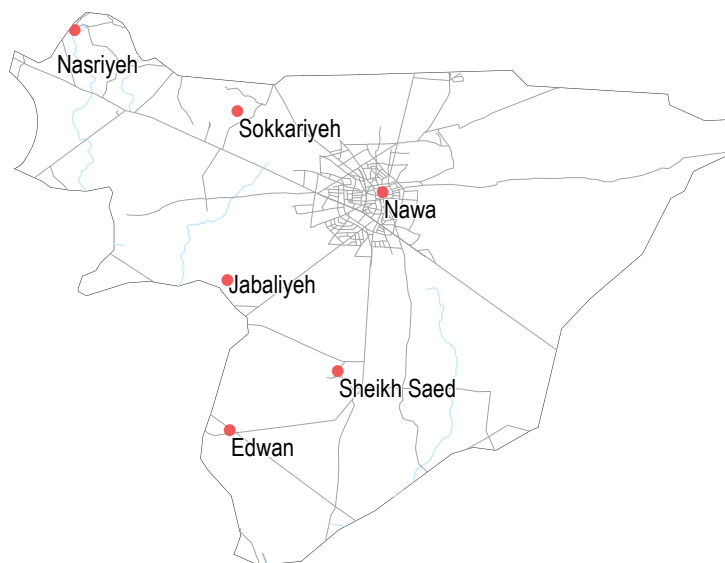 Nasriyeh
Sokkariyeh
Nawa
Jabaliyeh
Sheikh Saed
Edwan